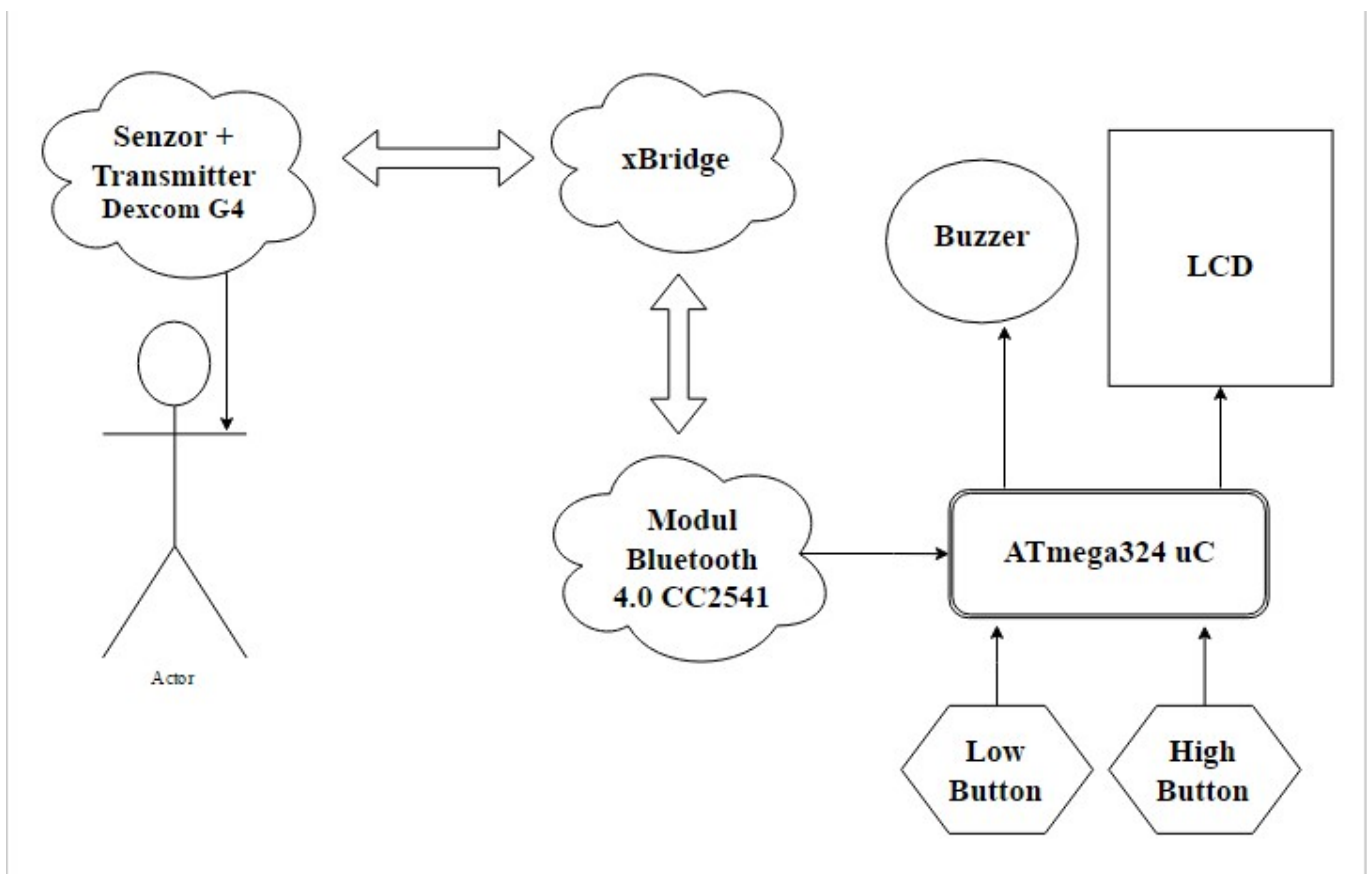 Senzor +
Transmitter
Dexcom G4
xBridge
Buzzer
LCD
Modul
Bluetooth
4.0 CC2541
ATmega324 uC
Actor
Low
Button
High
Button